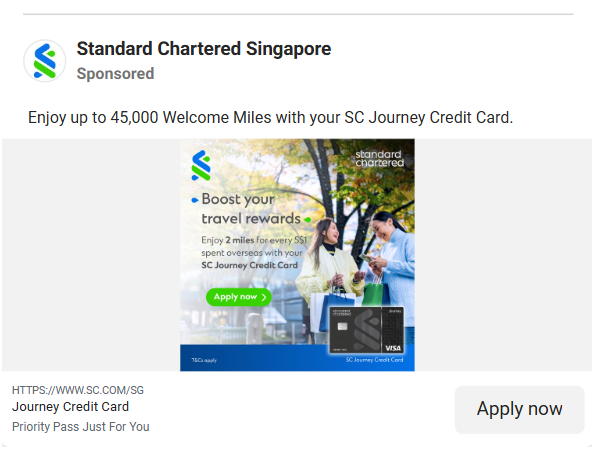 Standard Chartered Singapore
Sponsored
Enjoy up to 45,000 Welcome Miles with your SC Journey Credit Card.
standard
chartered
Boost your
travel rewards
Enjoy 2 miles for every S$1
spent overseas with your
SC Journey Credit Card
Apply now
Journey
VISA
T&Cs apply
SC Journey Credit Card
HTTPS://WWW.SC.COM/SG
Journey Credit Card
Priority Pass Just For You
Apply now